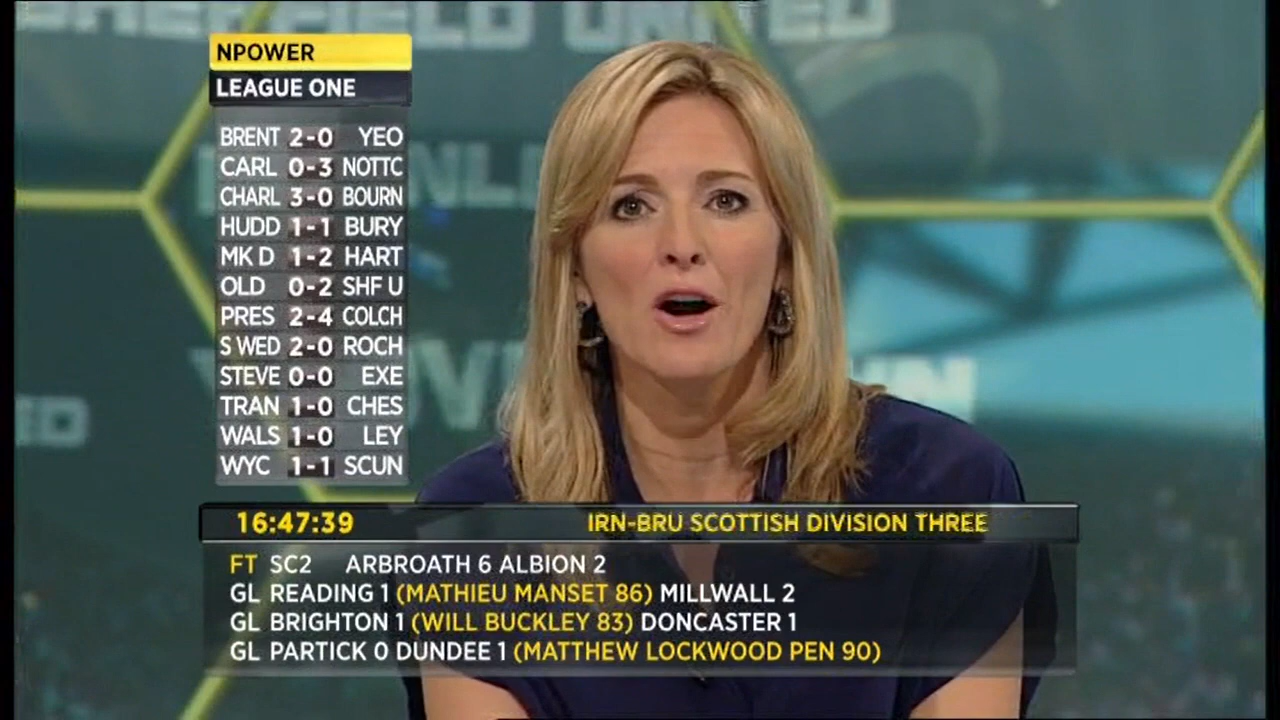 SHEFFIELD UNITED
NPOWER
LEAGUE ONE
BRENT 2-0 YEO
CARL 0-3 NOTTC
CHARL 3-0 BOURN
HUDD 1-1 BURY
MK D 1-2 HART
OLD 0-2 SHF U
PRES 2-4 COLCH
S WED 2-0 ROCH
STEVE 0-0 EXE
TRAN 1-0 CHES
WALS 1-0 LEY
WYC 1-1 SCUN
16:47:39 IRN-BRU SCOTTISH DIVISION THREE
FT SC2 ARBROATH 6 ALBION 2
GL READING 1 (MATHIEU MANSET 86) MILLWALL 2
GL BRIGHTON 1 (WILL BUCKLEY 83) DONCASTER 1
GL PARTICK 0 DUNDEE 1 (MATTHEW LOCKWOOD PEN 90)